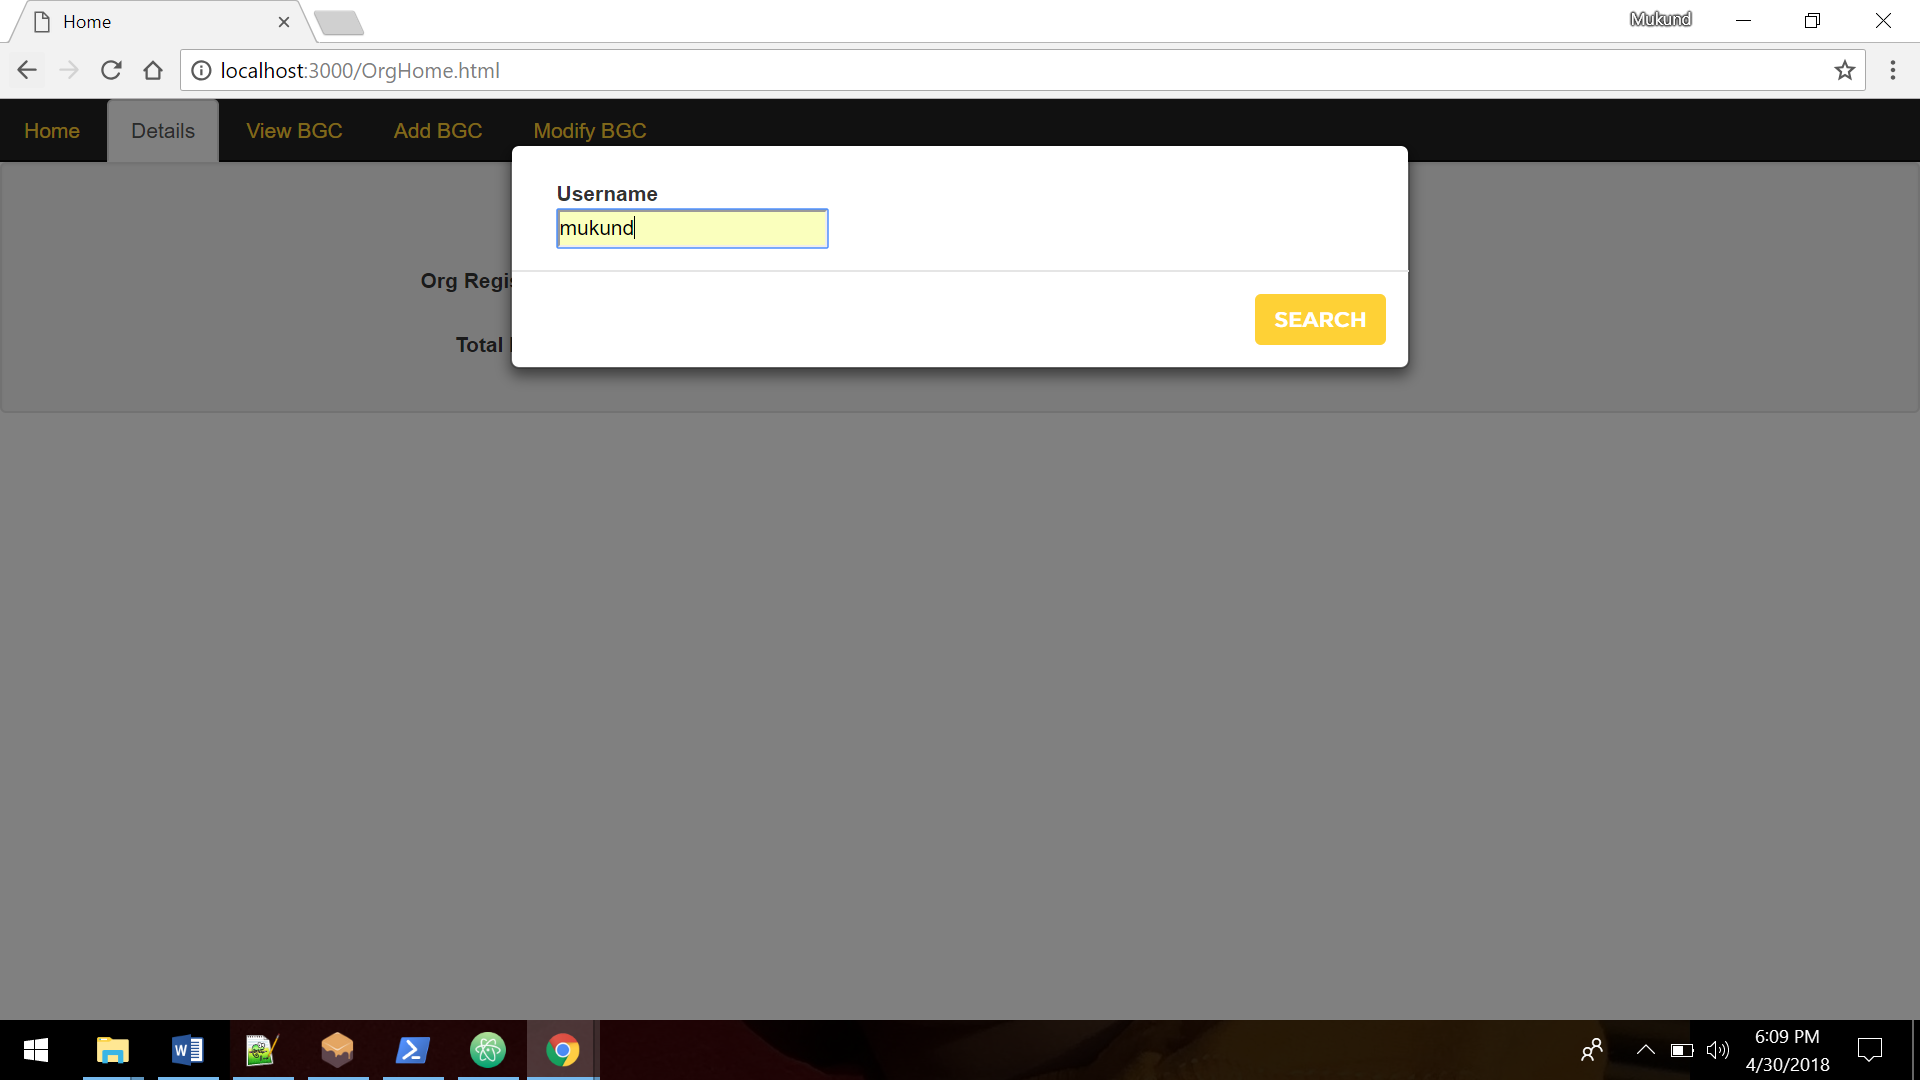 Home
Mukund
localhost:3000/OrgHome.html
Home Details View BGC Add BGC Modify BGC
Username
mukund
Org Regis
SEARCH
Total
6:09 PM
4/30/2018